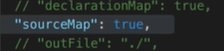 // "declarationMap": true,
"sourceMap": true,
// "outFile": "./",